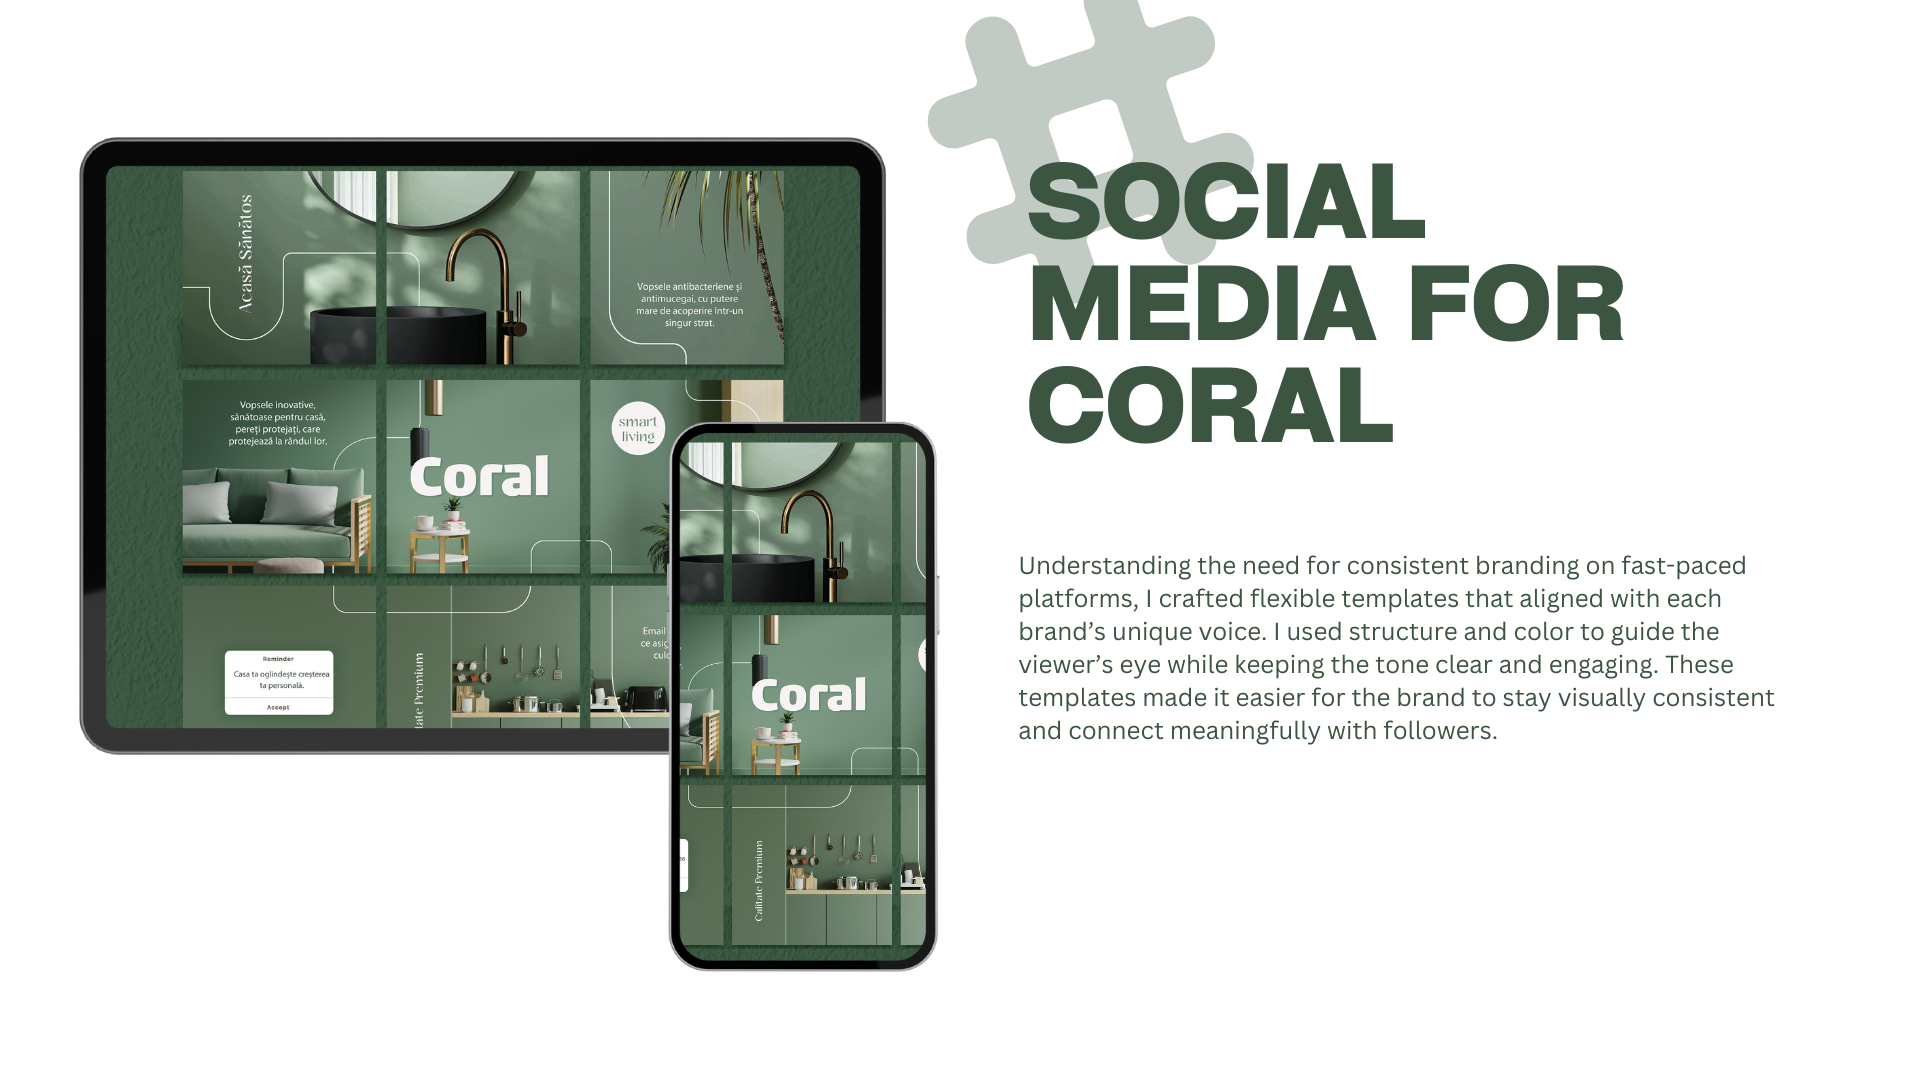 #
SOCIAL
MEDIA FOR
CORAL
Understanding the need for consistent branding on fast-paced
platforms, I crafted flexible templates that aligned with each
brand’s unique voice. I used structure and color to guide the
viewer’s eye while keeping the tone clear and engaging. These
templates made it easier for the brand to stay visually consistent
and connect meaningfully with followers.
Acasă Sănătos
Vopsele antibacteriene și
antimucegai, cu putere
mare de acoperire într-un
singur strat.
Vopsele inovative,
sănătoase pentru casă,
pereți protejați, care
protejează la rândul lor.
Coral
smart
living
Reminder
Casa ta oglindește creșterea
ta personală.
Accept
Premium
Email
Coral
Calitate Premium